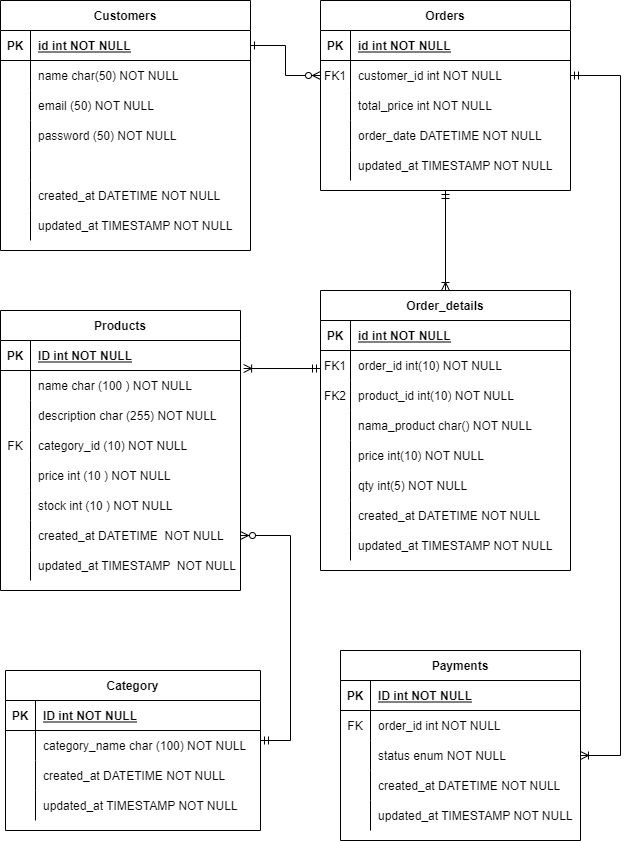 Customers
PK id int NOT NULL
name char(50) NOT NULL
email (50) NOT NULL
password (50) NOT NULL
created_at DATETIME NOT NULL
updated_at TIMESTAMP NOT NULL
Orders
PK id int NOT NULL
FK1 customer_id int NOT NULL
total_price int NOT NULL
order_date DATETIME NOT NULL
updated_at TIMESTAMP NOT NULL
Products
PK ID int NOT NULL
name char (100 ) NOT NULL
description char (255) NOT NULL
FK category_id (10) NOT NULL
price int (10 ) NOT NULL
stock int (10 ) NOT NULL
created_at DATETIME  NOT NULL
updated_at TIMESTAMP  NOT NULL
Order_details
PK id int NOT NULL
FK1 order_id int(10) NOT NULL
FK2 product_id int(10) NOT NULL
nama_product char() NOT NULL
price int(10) NOT NULL
qty int(5) NOT NULL
created_at DATETIME NOT NULL
updated_at TIMESTAMP NOT NULL
Category
PK ID int NOT NULL
category_name char (100) NOT NULL
created_at DATETIME NOT NULL
updated_at TIMESTAMP NOT NULL
Payments
PK ID int NOT NULL
FK order_id int NOT NULL
status enum NOT NULL
created_at DATETIME NOT NULL
updated_at TIMESTAMP NOT NULL